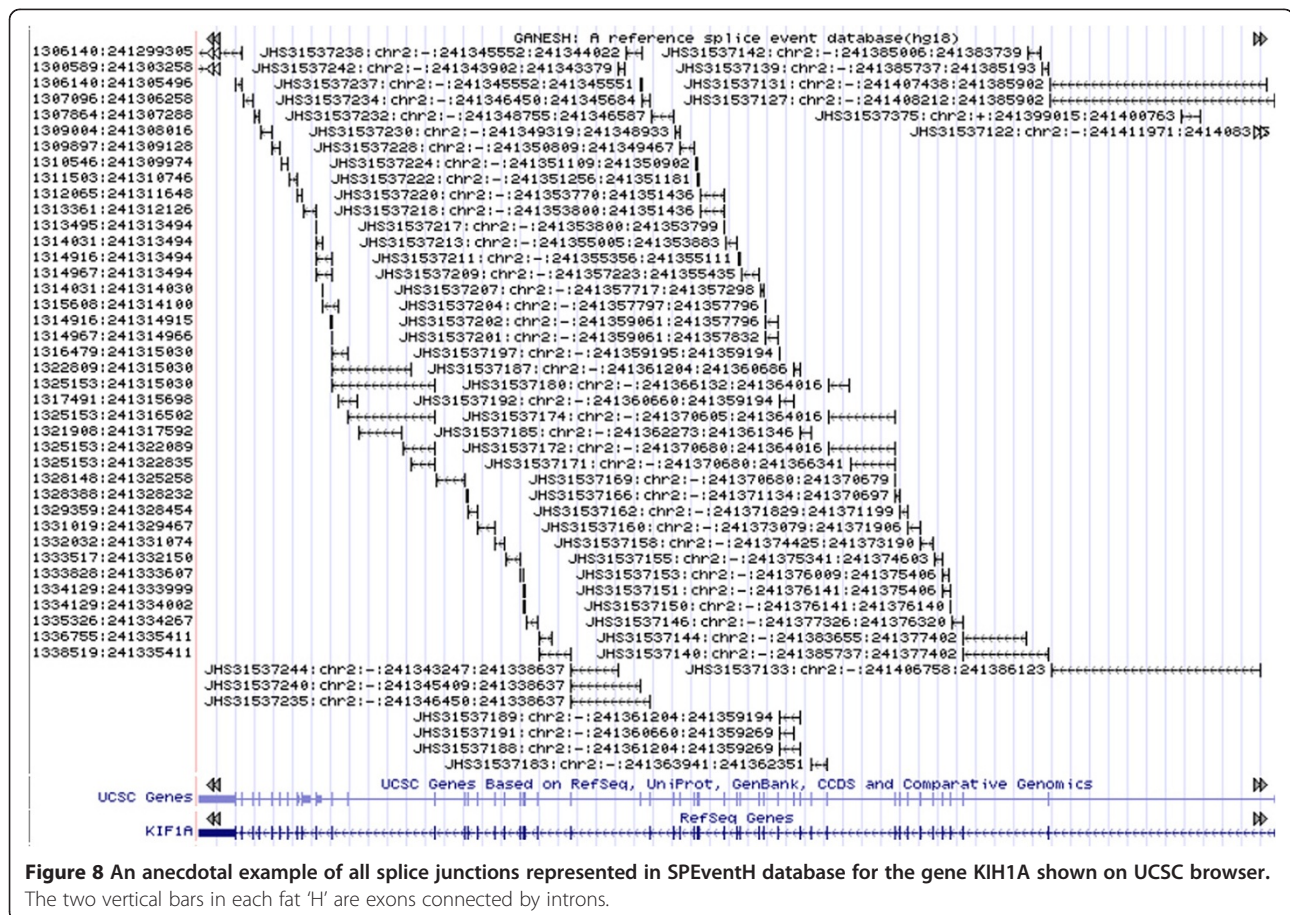 GANESH: A reference splice event database(hg18)
1306140:241299305 JHS31537238:chr2:-:241345552:241344022 JHS31537142:chr2:-:241385006:241383739
1300589:241303258 JHS31537242:chr2:-:241343902:241343379 JHS31537139:chr2:-:241385737:241385193
1306140:241305496 JHS31537237:chr2:-:241345552:241345551 JHS31537131:chr2:-:241407438:241385902
1307096:241306258 JHS31537234:chr2:-:241346450:241345684 JHS31537127:chr2:-:241408212:241385902
1307864:241307288 JHS31537232:chr2:-:241348755:241346587 JHS31537375:chr2:+:241399015:241400763
1309004:241308016 JHS31537230:chr2:-:241349319:241348933 JHS31537122:chr2:-:241411971:2414083
1309897:241309128 JHS31537228:chr2:-:241350809:241349467
1310546:241309974 JHS31537224:chr2:-:241351109:241350902
1311503:241310746 JHS31537222:chr2:-:241351256:241351181
1312065:241311648 JHS31537220:chr2:-:241353770:241351436
1313361:241312126 JHS31537218:chr2:-:241353800:241351436
1313495:241313494 JHS31537217:chr2:-:241353800:241353799
1314031:241313494 JHS31537213:chr2:-:241355005:241353883
1314916:241313494 JHS31537211:chr2:-:241355356:241355111
1314967:241313494 JHS31537209:chr2:-:241357223:241355435
1314031:241314030 JHS31537207:chr2:-:241357717:241357298
1315608:241314100 JHS31537204:chr2:-:241357797:241357796
1314916:241314915 JHS31537202:chr2:-:241359061:241357796
1314967:241314966 JHS31537201:chr2:-:241359061:241357832
1316479:241315030 JHS31537197:chr2:-:241359195:241359194
1322809:241315030 JHS31537187:chr2:-:241361204:241360686
1325153:241315030 JHS31537180:chr2:-:241366132:241364016
1317491:241315698 JHS31537192:chr2:-:241360660:241359194
1325153:241316502 JHS31537174:chr2:-:241370605:241364016
1321908:241317592 JHS31537185:chr2:-:241362273:241361346
1325153:241322089 JHS31537172:chr2:-:241370680:241364016
1325153:241322835 JHS31537171:chr2:-:241370680:241366341
1328148:241325258 JHS31537169:chr2:-:241370680:241370679
1328388:241328232 JHS31537166:chr2:-:241371134:241370697
1329359:241328454 JHS31537162:chr2:-:241371829:241371199
1331019:241329467 JHS31537160:chr2:-:241373079:241371906
1332032:241331074 JHS31537158:chr2:-:241374425:241373190
1333517:241332150 JHS31537155:chr2:-:241375341:241374603
1333828:241333607 JHS31537153:chr2:-:241376009:241375406
1334129:241333999 JHS31537151:chr2:-:241376141:241375406
1334129:241334002 JHS31537150:chr2:-:241376141:241376140
1335326:241334267 JHS31537146:chr2:-:241377326:241376320
1336755:241335411 JHS31537144:chr2:-:241383655:241377402
1338519:241335411 JHS31537140:chr2:-:241385737:241377402
JHS31537244:chr2:-:241343247:241338637 JHS31537133:chr2:-:241406758:241386123
JHS31537240:chr2:-:241345409:241338637
JHS31537235:chr2:-:241346450:241338637
JHS31537189:chr2:-:241361204:241359194
JHS31537191:chr2:-:241360660:241359269
JHS31537188:chr2:-:241361204:241359269
JHS31537183:chr2:-:241363941:241362351
UCSC Genes Based on RefSeq, UniProt, GenBank, CCDS and Comparative Genomics
UCSC Genes
RefSeq Genes
KIF1A
Figure 8 An anecdotal example of all splice junctions represented in SPEventH database for the gene KIH1A shown on UCSC browser.
The two vertical bars in each fat 'H' are exons connected by introns.